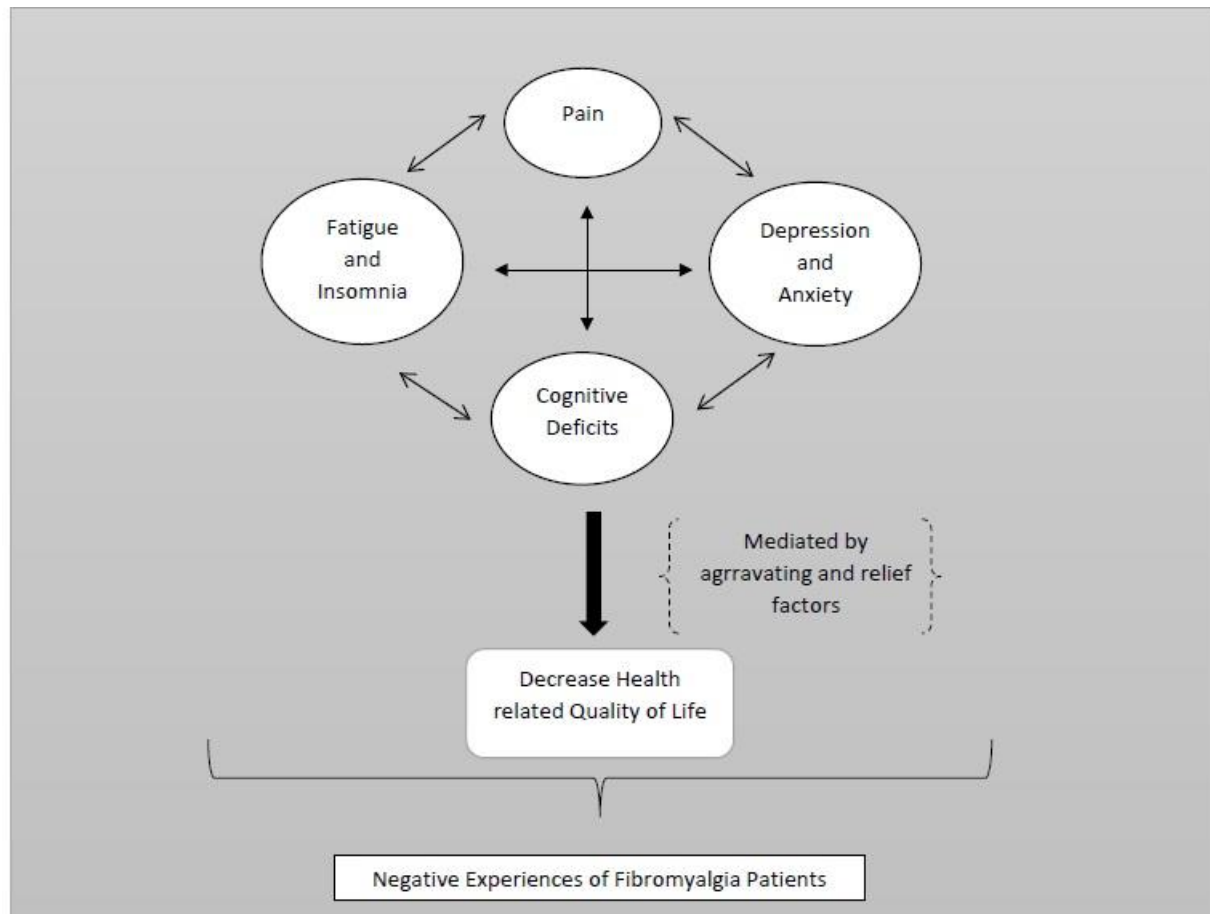 Pain
Fatigue
and
Insomnia
Depression
and
Anxiety
Cognitive
Deficits
Mediated by
agrravating and relief
factors
Decrease Health
related Quality of Life
Negative Experiences of Fibromyalgia Patients